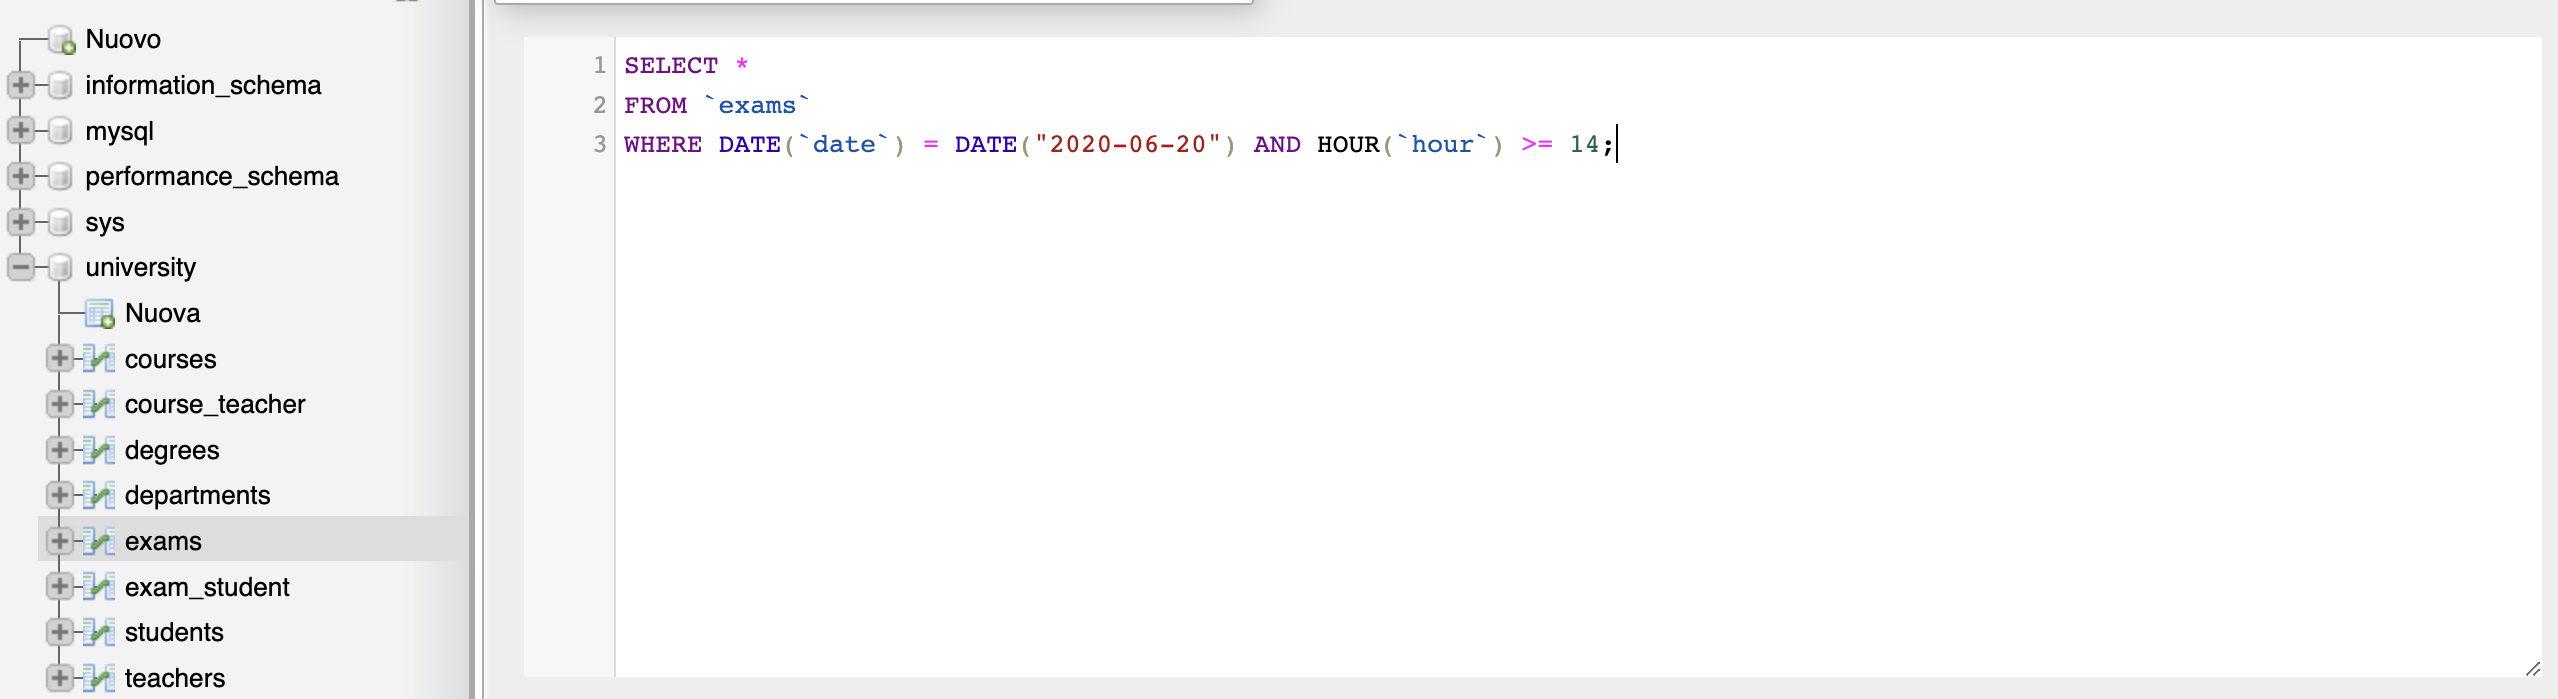 Nuovo
information_schema
mysql
performance_schema
sys
university
Nuova
courses
course_teacher
degrees
departments
exams
exam_student
students
teachers
1 SELECT *
2 FROM `exams`
3 WHERE DATE(`date`) = DATE("2020-06-20") AND HOUR(`hour`) >= 14;